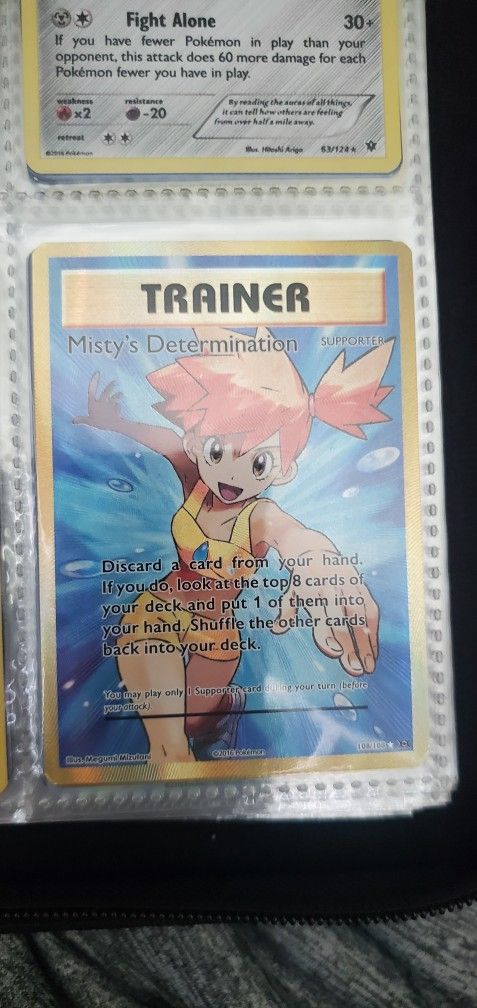 Fight Alone 30+
If you have fewer Pokémon in play than your
opponent, this attack does 60 more damage for each
Pokémon fewer you have in play.
weakness resistance
x2 -20
By reading the auras of all things,
it can tell how others are feeling
from over half a mile away.
retreat
©2016 Pokémon Illus. Hitoshi Ariga 63/124
TRAINER
Misty's Determination SUPPORTER
Discard a card from your hand.
If you do, look at the top 8 cards of
your deck and put 1 of them into
your hand. Shuffle the other cards
back into your deck.
You may play only 1 Supporter card during your turn (before
your attack).
Illus. Megumi Mizutani ©2016 Pokémon 108/108